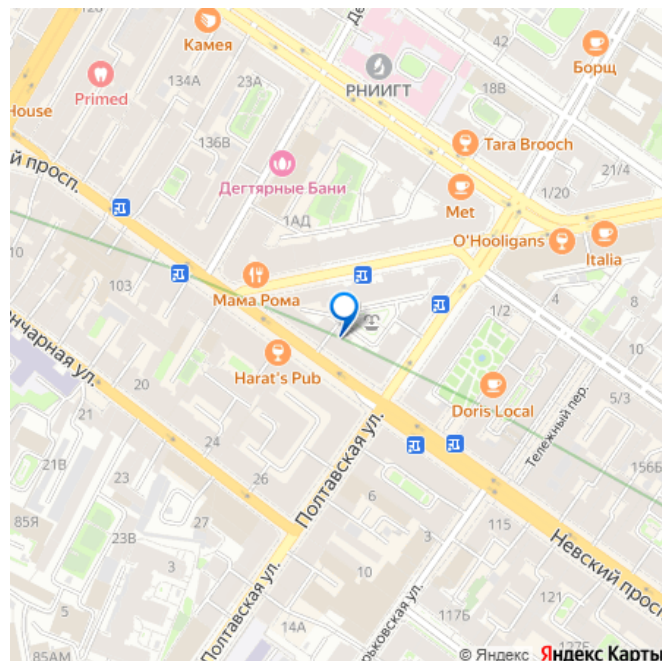 Камея
42
Борщ
РНИИГТ
134А
23А
Primed
18В
House
136В
Tara Brooch
Дегтярные Бани
21/4
Met
1/20
1АД
O'Hooligans
Italia
10
103
Мама Рома
4
1/2
8
20
Harat's Pub
Doris Local
5/3
21
24
Тележный пер.
21В
23
26
Полтавская ул.
156Б
6
85Я
27
115
23В
3
3
Невский просп.
10
5
Полтавская ул.
117Б
121
14А
85АМ
127Б
© Яндекс Яндекс Карты